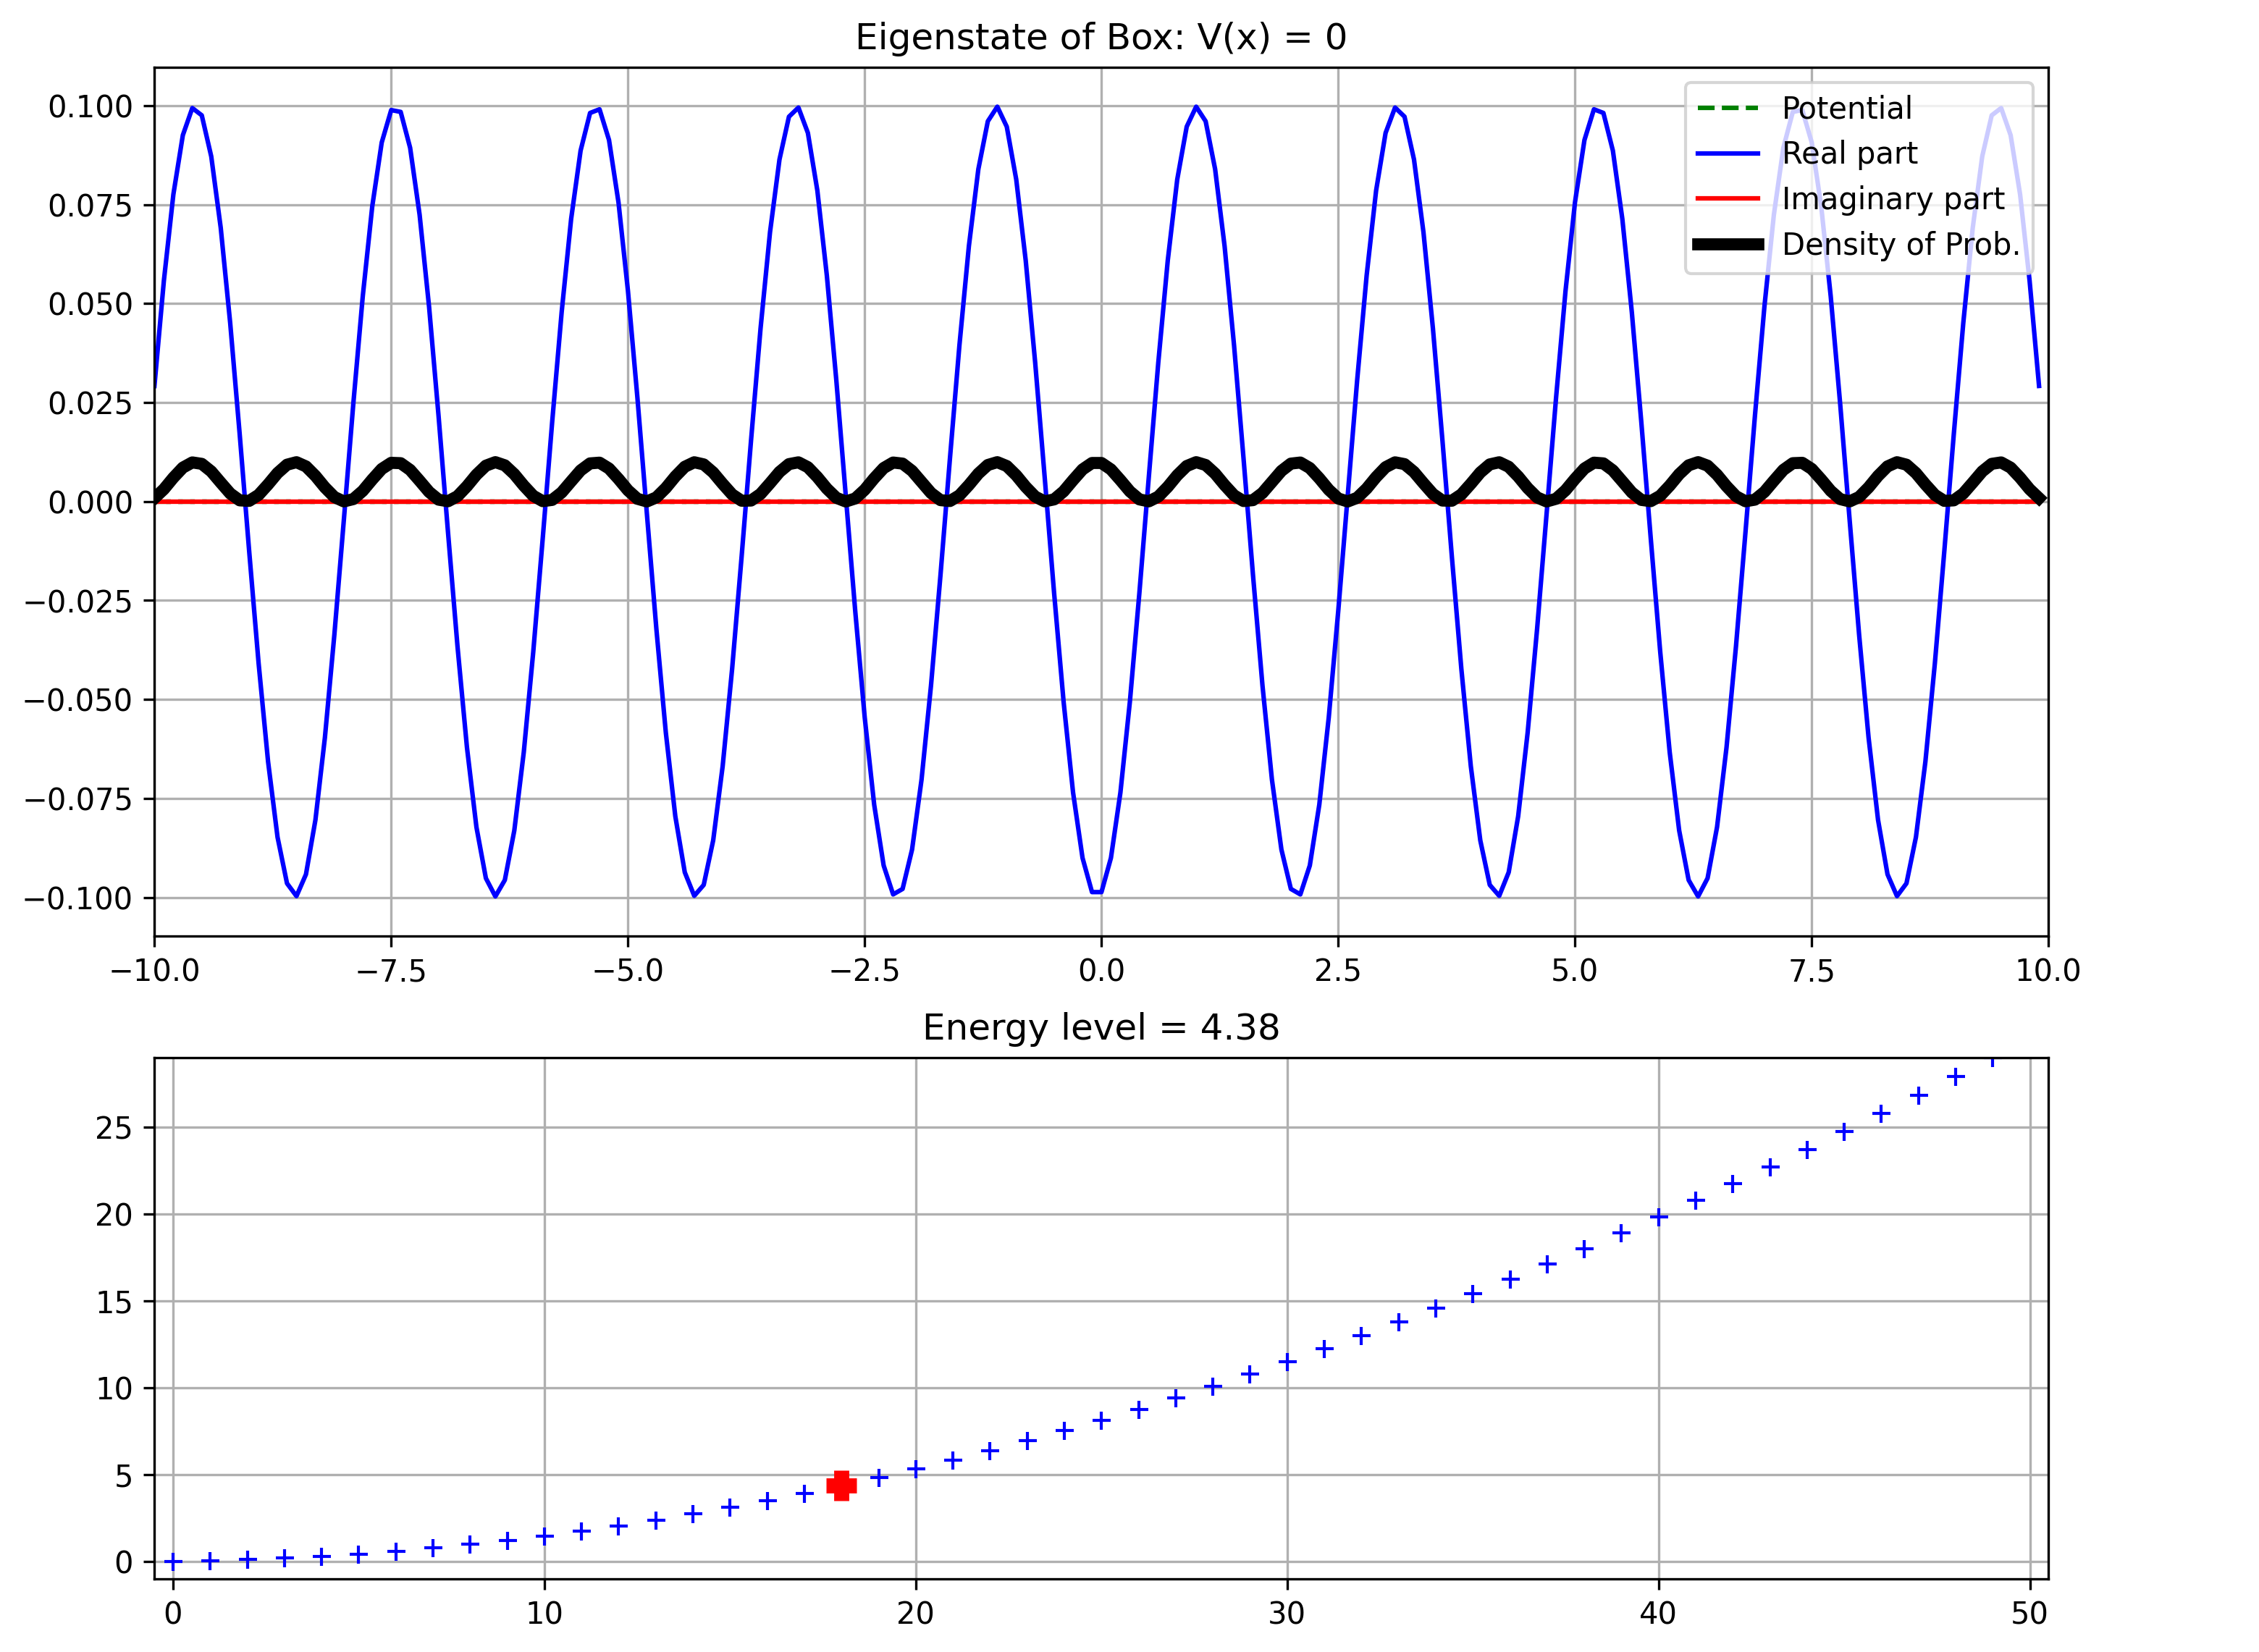 Eigenstate of Box: V(x) = 0
0.100
0.075
0.050
0.025
0.000
−0.025
−0.050
−0.075
−0.100
Potential
Real part
Imaginary part
Density of Prob.
−10.0 −7.5 −5.0 −2.5 0.0 2.5 5.0 7.5 10.0
Energy level = 4.38
25
20
15
10
5
0
0 10 20 30 40 50